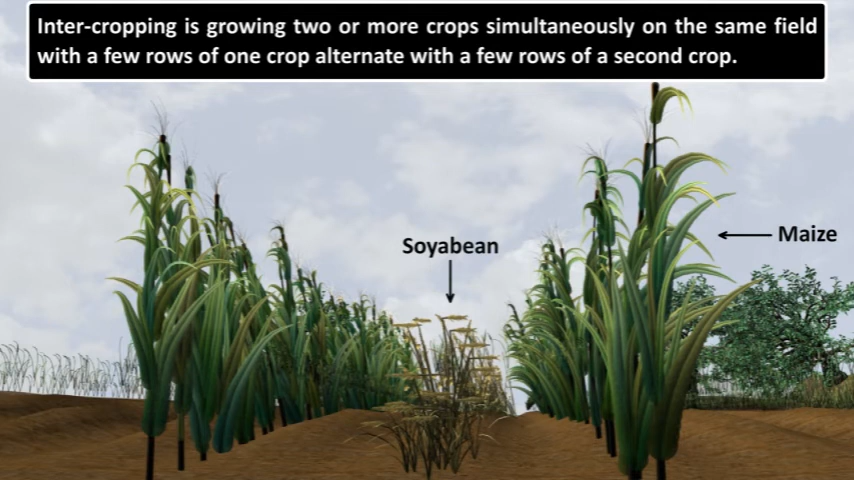 Inter-cropping is growing two or more crops simultaneously on the same field
with a few rows of one crop alternate with a few rows of a second crop.
Maize
Soyabean